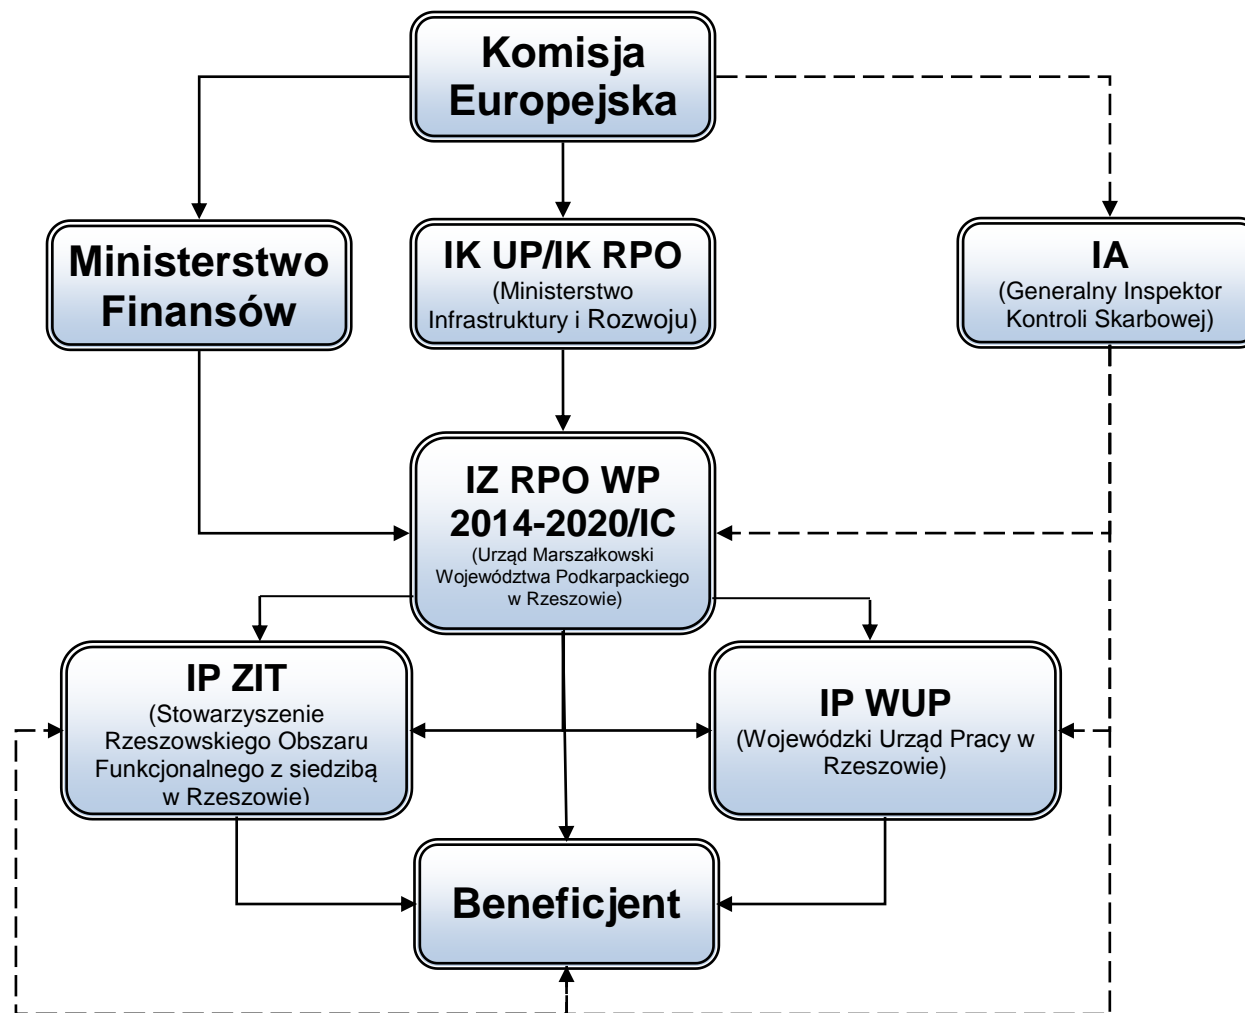 Komisja
Europejska
Ministerstwo
Finansów
IK UP/IK RPO
(Ministerstwo
Infrastruktury i Rozwoju)
IA
(Generalny Inspektor
Kontroli Skarbowej)
IZ RPO WP
2014-2020/IC
(Urząd Marszałkowski
Województwa Podkarpackiego
w Rzeszowie)
IP ZIT
(Stowarzyszenie
Rzeszowskiego Obszaru
Funkcjonalnego z siedzibą
w Rzeszowie)
IP WUP
(Wojewódzki Urząd Pracy w
Rzeszowie)
Beneficjent